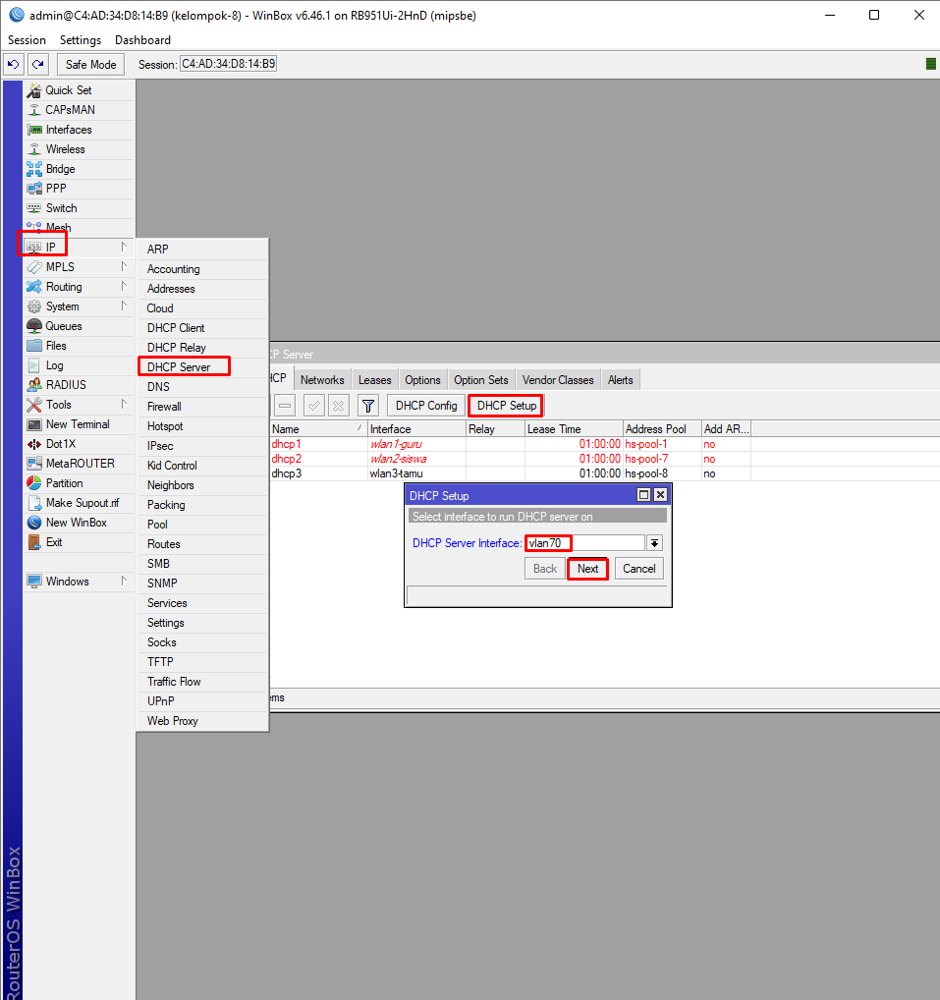 admin@C4:AD:34:D8:14:B9 (kelompok-8) - WinBox v6.46.1 on RB951Ui-2HnD (mipsbe)
Session Settings Dashboard
Safe Mode Session: C4:AD:34:D8:14:B9
Quick Set
CAPsMAN
Interfaces
Wireless
Bridge
PPP
Switch
Mesh
IP
MPLS
Routing
System
Queues
Files
Log
RADIUS
Tools
New Terminal
Dot1X
MetaROUTER
Partition
Make Supout.rif
New WinBox
Exit
Windows
RouterOS WinBox
ARP
Accounting
Addresses
Cloud
DHCP Client
DHCP Relay
DHCP Server
DNS
Firewall
Hotspot
IPsec
Kid Control
Neighbors
Packing
Pool
Routes
SMB
SNMP
Services
Settings
Socks
TFTP
Traffic Flow
UPnP
Web Proxy
CP Server
HCP Networks Leases Options Option Sets Vendor Classes Alerts
DHCP Config DHCP Setup
Name Interface Relay Lease Time Address Pool Add AR...
dhcp1 wlan1-guru 01:00:00 hs-pool-1 no
dhcp2 wlan2-siswa 01:00:00 hs-pool-7 no
dhcp3 wlan3-tamu 01:00:00 hs-pool-8 no
DHCP Setup
Select interface to run DHCP server on
DHCP Server Interface: vlan70
Back Next Cancel
ems